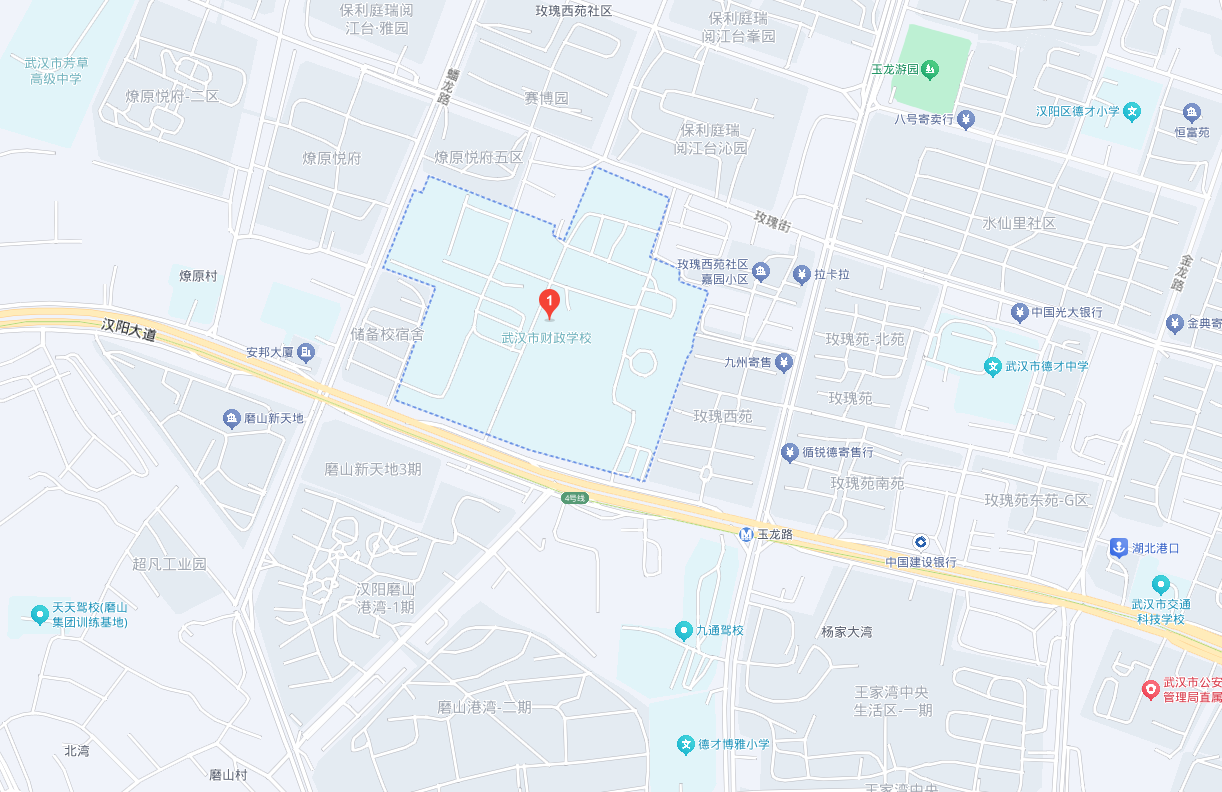 保利庭瑞阅
江台·雅园
玫瑰西苑社区
保利庭瑞
阅江台峯园
武汉市芳草
高级中学
燎原悦府-二区
蟠龙路
赛博园
玉龙游园
八号寄卖行
汉阳区德才小学
恒富苑
燎原悦府
燎原悦府五区
保利庭瑞
阅江台沁园
玫瑰街
水仙里社区
金龙路
燎原村
玫瑰西苑社区
嘉园小区
拉卡拉
1
汉阳大道
储备校宿舍
武汉市财政学校
中国光大银行
金典寄
安邦大厦
九州寄售
玫瑰苑-北苑
武汉市德才中学
玫瑰苑
磨山新天地
玫瑰西苑
磨山新天地3期
循锐德寄售行
玫瑰苑南苑
玫瑰苑东苑-G区
4号线
玉龙路
中国建设银行
湖北港口
超凡工业园
汉阳磨山
港湾-1期
天天驾校(磨山
集团训练基地)
武汉市交通
科技学校
九通驾校
杨家大湾
武汉市公安
管理局直属
王家湾中央
生活区-一期
磨山港湾-二期
北湾
磨山村
德才博雅小学
王家湾中央